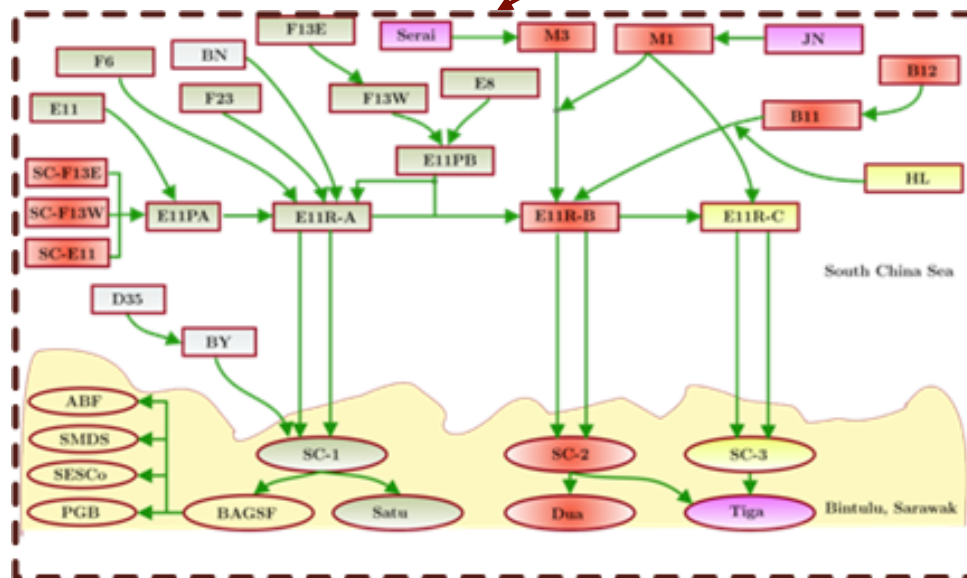 F13E
Serai
M3
M1
JN
BN
F6
B12
E8
F23
F13W
E11
B11
E11PB
SC-F13E
HL
SC-F13W
E11PA
E11R-A
E11R-B
E11R-C
SC-E11
South China Sea
D35
BY
ABF
SMDS
SC-1
SC-2
SC-3
SESCo
PGB
BAGSF
Satu
Dua
Tiga
Bintulu, Sarawak